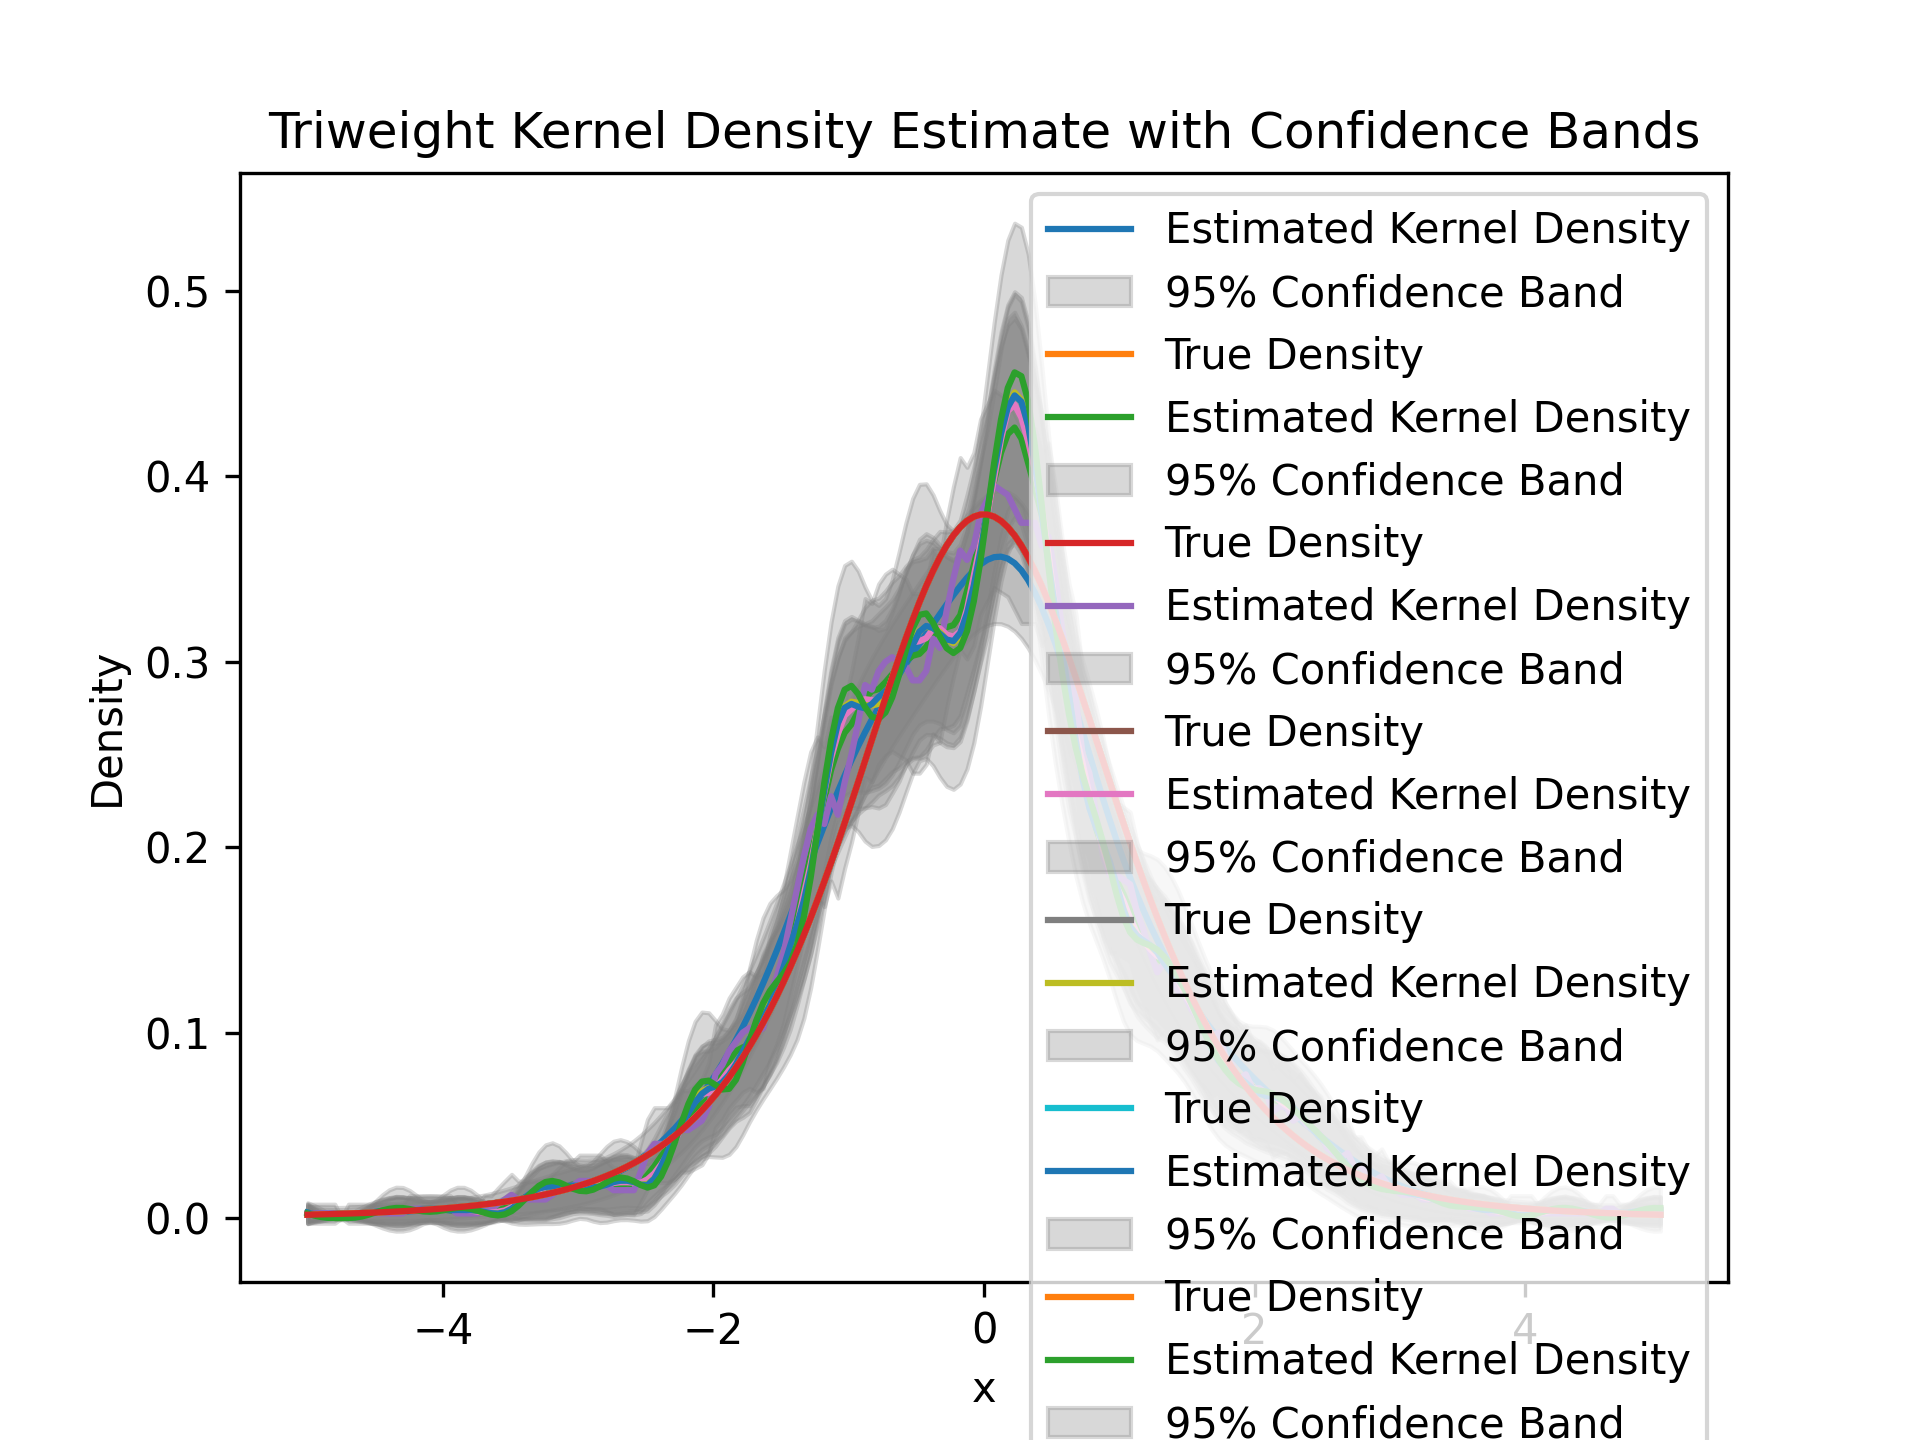 Triweight Kernel Density Estimate with Confidence Bands
Estimated Kernel Density
95% Confidence Band
True Density
Estimated Kernel Density
95% Confidence Band
True Density
Estimated Kernel Density
95% Confidence Band
True Density
Estimated Kernel Density
95% Confidence Band
True Density
Estimated Kernel Density
95% Confidence Band
True Density
Estimated Kernel Density
95% Confidence Band
True Density
Estimated Kernel Density
95% Confidence Band
0.5
0.4
0.3
0.2
0.1
0.0
Density
−4 −2 0 2 4
x